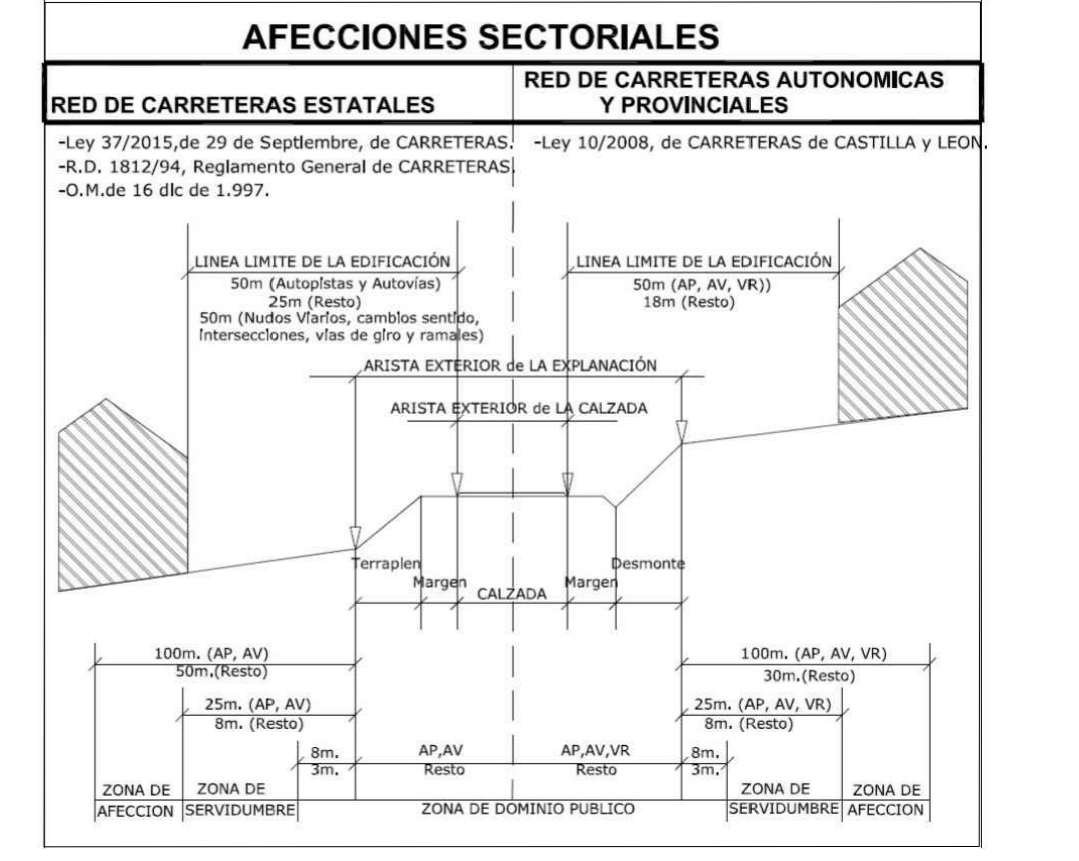 AFECCIONES SECTORIALES
RED DE CARRETERAS ESTATALES
RED DE CARRETERAS AUTONOMICAS
Y PROVINCIALES
-Ley 37/2015,de 29 de Septiembre, de CARRETERAS.
-R.D. 1812/94, Reglamento General de CARRETERAS
-O.M.de 16 dic de 1.997.
-Ley 10/2008, de CARRETERAS de CASTILLA y LEON.
LINEA LIMITE DE LA EDIFICACIÓN
50m (Autopistas y Autovías)
25m (Resto)
50m (Nudos Viarios, cambios sentido,
intersecciones, vias de giro y ramales)
LINEA LIMITE DE LA EDIFICACIÓN
50m (AP, AV, VR))
18m (Resto)
ARISTA EXTERIOR de LA EXPLANACIÓN
ARISTA EXTERIOR de LA CALZADA
Terraplen
Margen
CALZADA
Margen
Desmonte
100m. (AP, AV)
50m.(Resto)
100m. (AP, AV, VR)
30m.(Resto)
25m. (AP, AV)
8m. (Resto)
25m. (AP, AV, VR)
8m. (Resto)
8m.
3m.
AP,AV
Resto
AP,AV,VR
Resto
8m.
3m.
ZONA DE
AFECCION
ZONA DE
SERVIDUMBRE
ZONA DE DOMINIO PUBLICO
ZONA DE
SERVIDUMBRE
ZONA DE
AFECCION